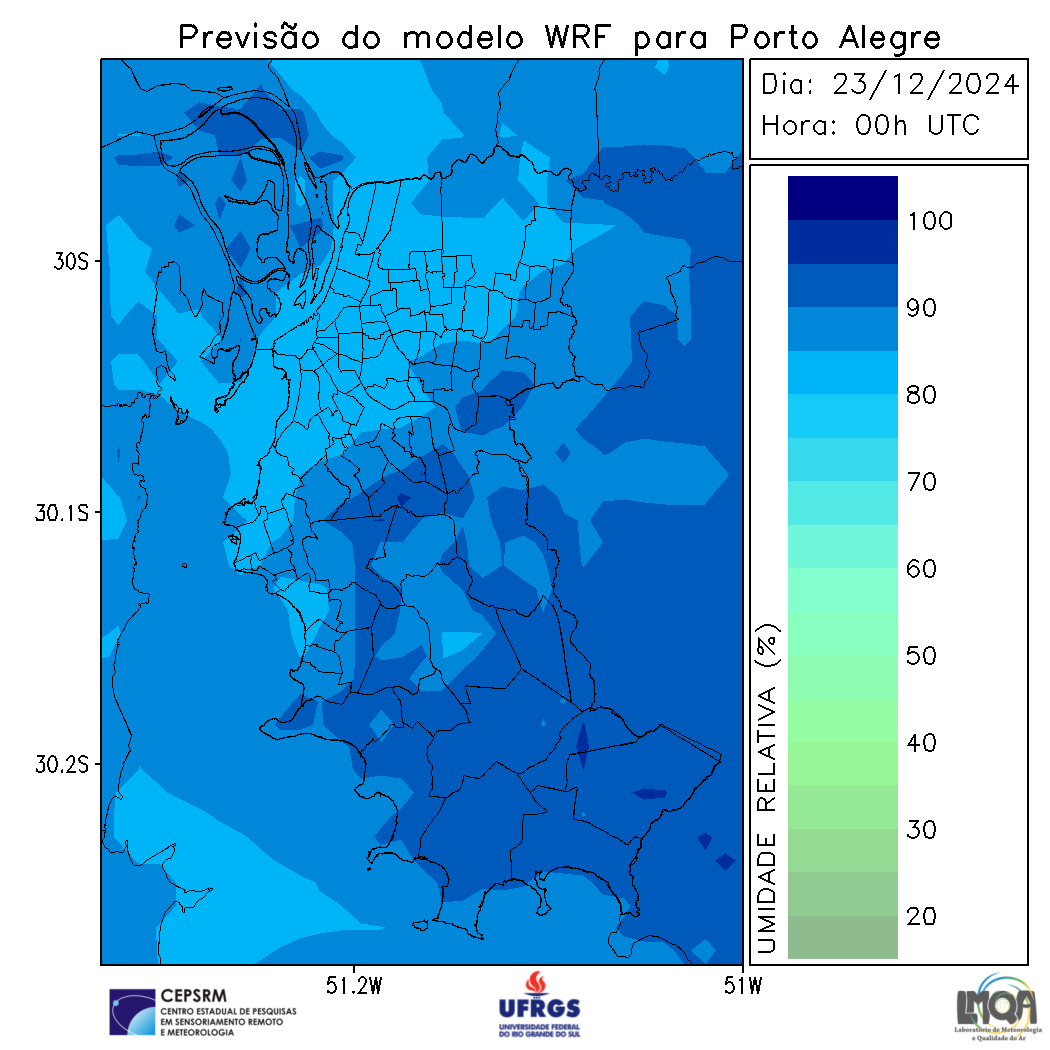 Previsão do modelo WRF para Porto Alegre
Dia: 23/12/2024
Hora: 00h UTC
30S
30.1S
30.2S
51.2W
51W
100
90
80
70
60
50
40
30
20
UMIDADE RELATIVA (%)
CEPSRM
CENTRO ESTADUAL DE PESQUISAS
EM SENSORIAMENTO REMOTO
E METEOROLOGIA
UFRGS
UNIVERSIDADE FEDERAL
DO RIO GRANDE DO SUL
LMQA
Laboratório de Meteorologia
e Qualidade do Ar